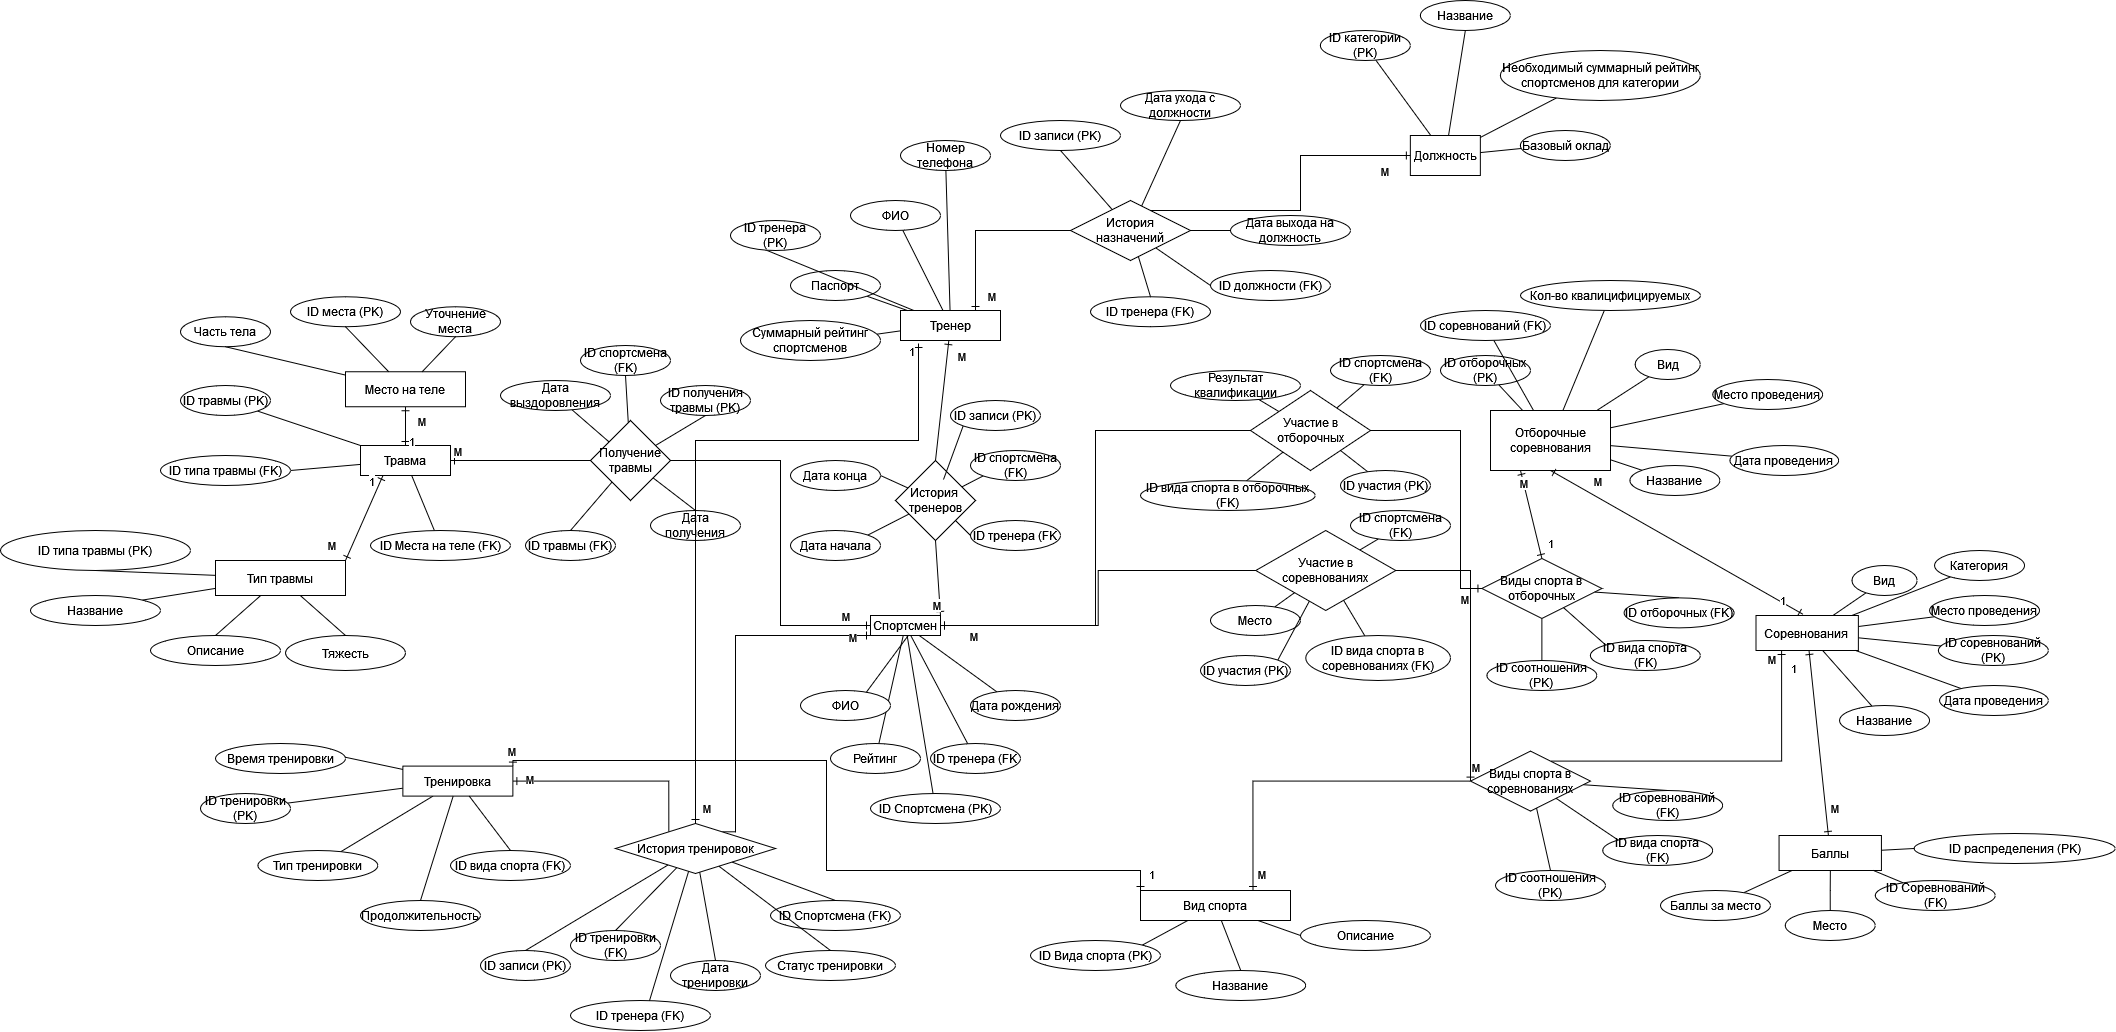 Название
ID категории
(PK)
Необходимый суммарный рейтинг
спортсменов для категории
Базовый оклад
Должность
М
Дата ухода с
должности
ID записи (PK)
История
назначений
Дата выхода на
должность
ID должности (FK)
ID тренера (FK)
Номер
телефона
ФИО
ID тренера
(PK)
Паспорт
Суммарный рейтинг
спортсменов
Тренер
М
1
М
Часть тела
ID места (PK)
Уточнение
места
Место на теле
М
1
ID травмы (PK)
Травма
М
ID типа травмы (FK)
1
ID Места на теле (FK)
М
ID типа травмы (PK)
Тип травмы
Название
Описание
Тяжесть
ID спортсмена
(FK)
Дата
выздоровления
ID получения
травмы (PK)
Получение
травмы
ID травмы (FK)
Дата
получения
ID записи (PK)
ID спортсмена
(FK)
Дата конца
История
тренеров
ID тренера (FK
Дата начала
М
М
М
М
Спортсмен
ФИО
Дата рождения
Рейтинг
ID тренера (FK
ID Спортсмена (PK)
Результат
квалификации
ID спортсмена
(FK)
Участие в
отборочных
ID вида спорта в отборочных
(FK)
ID участия (PK)
ID спортсмена
(FK)
Участие в
соревнованиях
Место
ID участия (PK)
ID вида спорта в
соревнованиях (FK)
Кол-во квалицифицируемых
ID соревнований (FK)
ID отборочных
(PK)
Вид
Место проведения
Отборочные
соревнования
Дата проведения
Название
М
М
1
Виды спорта в
отборочных
М
ID отборочных (FK)
ID вида спорта
(FK)
ID соотношения
(PK)
Категория
Вид
1
Место проведения
Соревнования
ID соревнований
(PK)
М
1
Дата проведения
Название
М
Виды спорта в
соревнованиях
ID соревнований
(FK)
ID вида спорта
(FK)
ID соотношения
(PK)
М
Баллы
ID распределения (PK)
ID Соревнований
(FK)
Баллы за место
Место
Время тренировки
М
Тренировка
М
ID тренировки
(PK)
Тип тренировки
ID вида спорта (FK)
Продолжительность
М
История тренировок
ID Спортсмена (FK)
ID тренировки
(FK)
ID записи (PK)
Дата
тренировки
Статус тренировки
ID тренера (FK)
1
М
Вид спорта
Описание
ID Вида спорта (PK)
Название